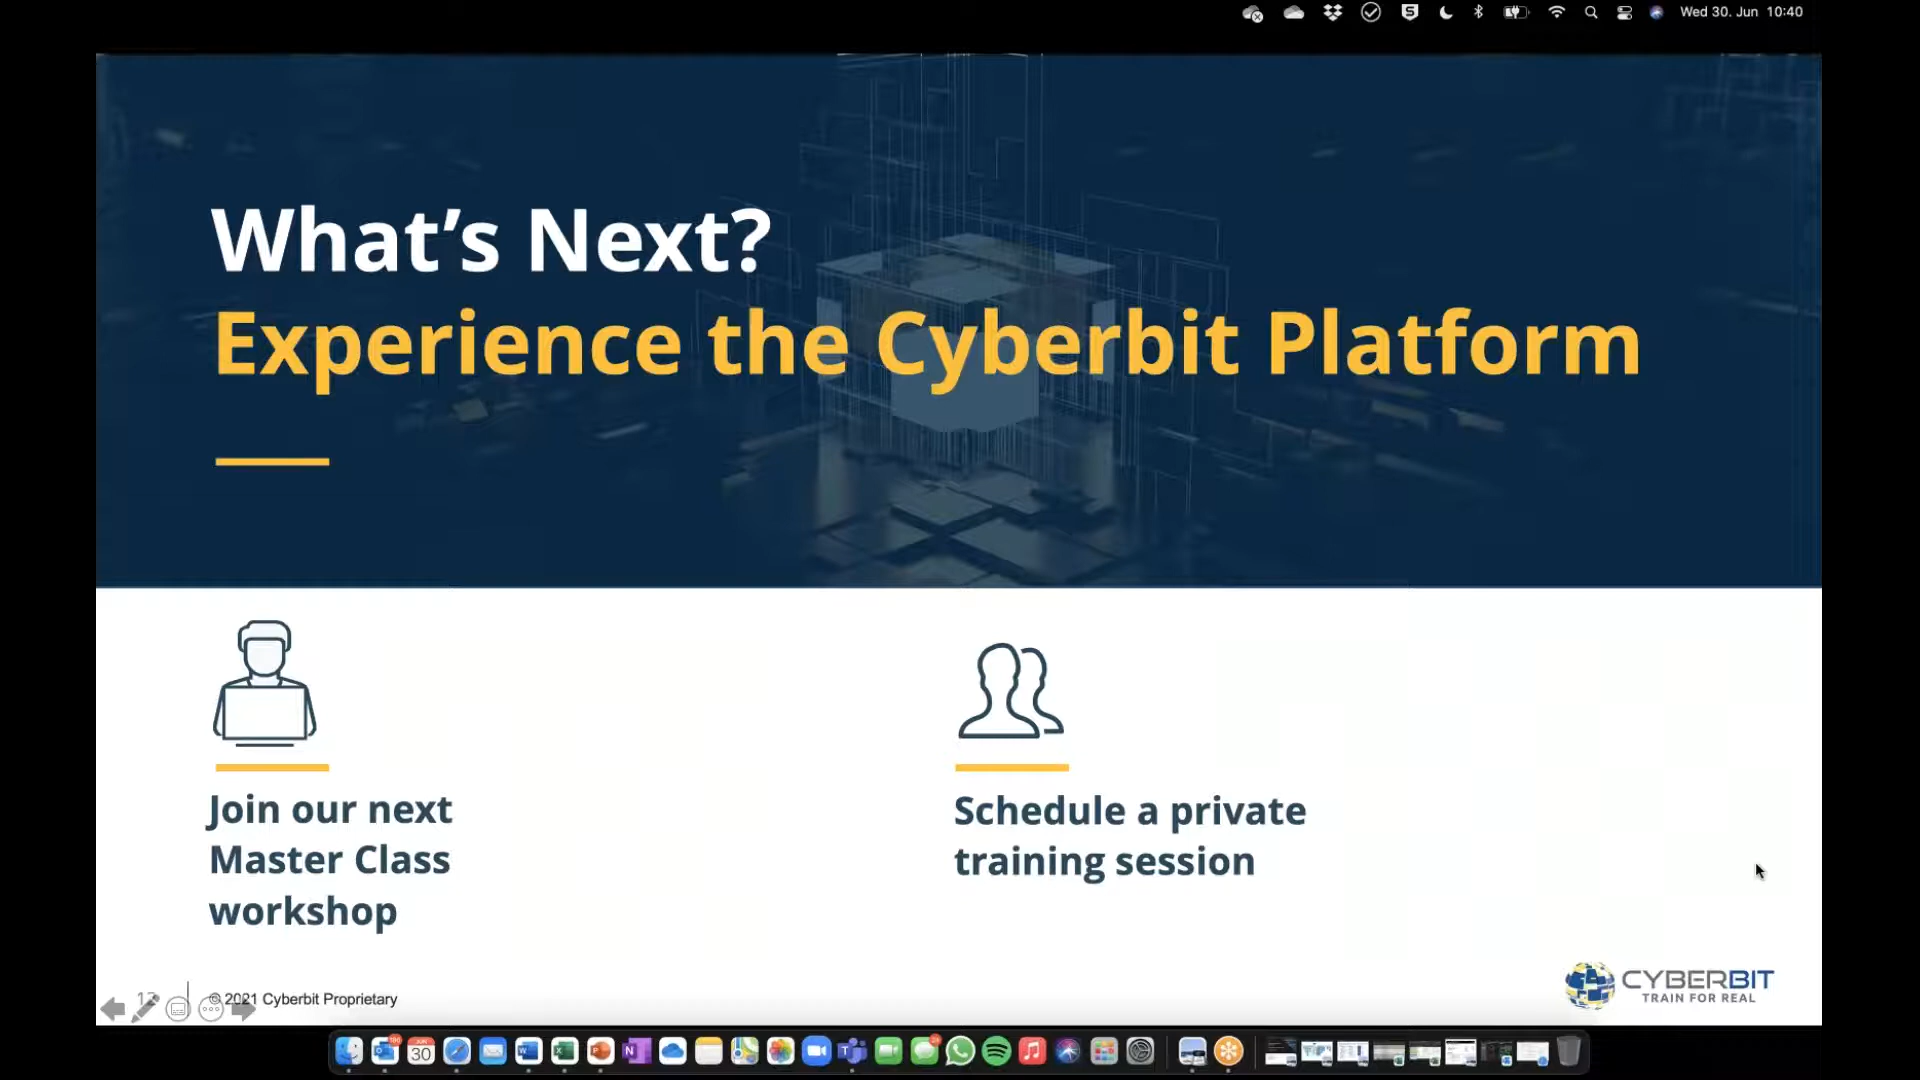 Wed 30. Jun 10:40
What's Next?
Experience the Cyberbit Platform
Join our next
Master Class
workshop
Schedule a private
training session
© 2021 Cyberbit Proprietary
CYBERBIT
TRAIN FOR REAL
30